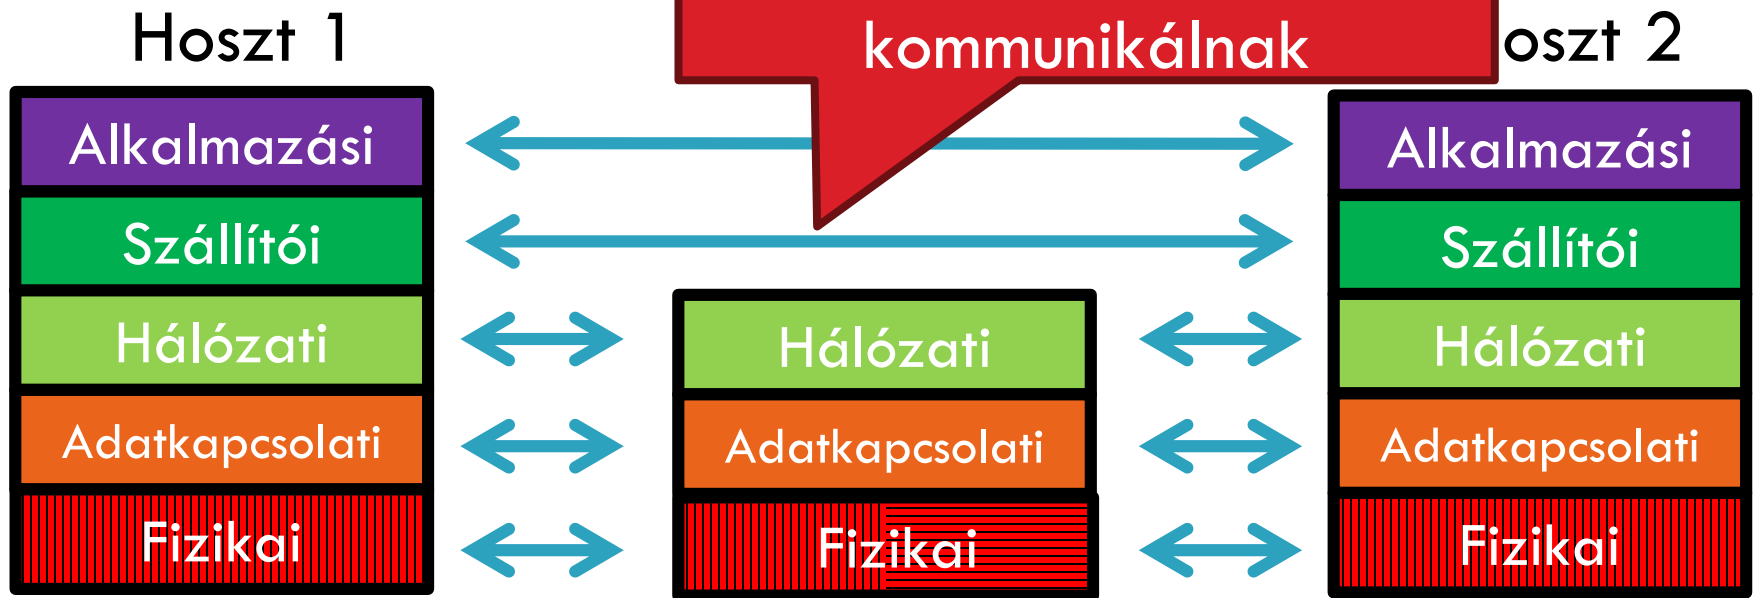 Hoszt 1
kommunikálnak
oszt 2
Alkalmazási
Szállítói
Hálózati
Adatkapcsolati
Fizikai
Hálózati
Adatkapcsolati
Fizikai
Alkalmazási
Szállítói
Hálózati
Adatkapcsolati
Fizikai